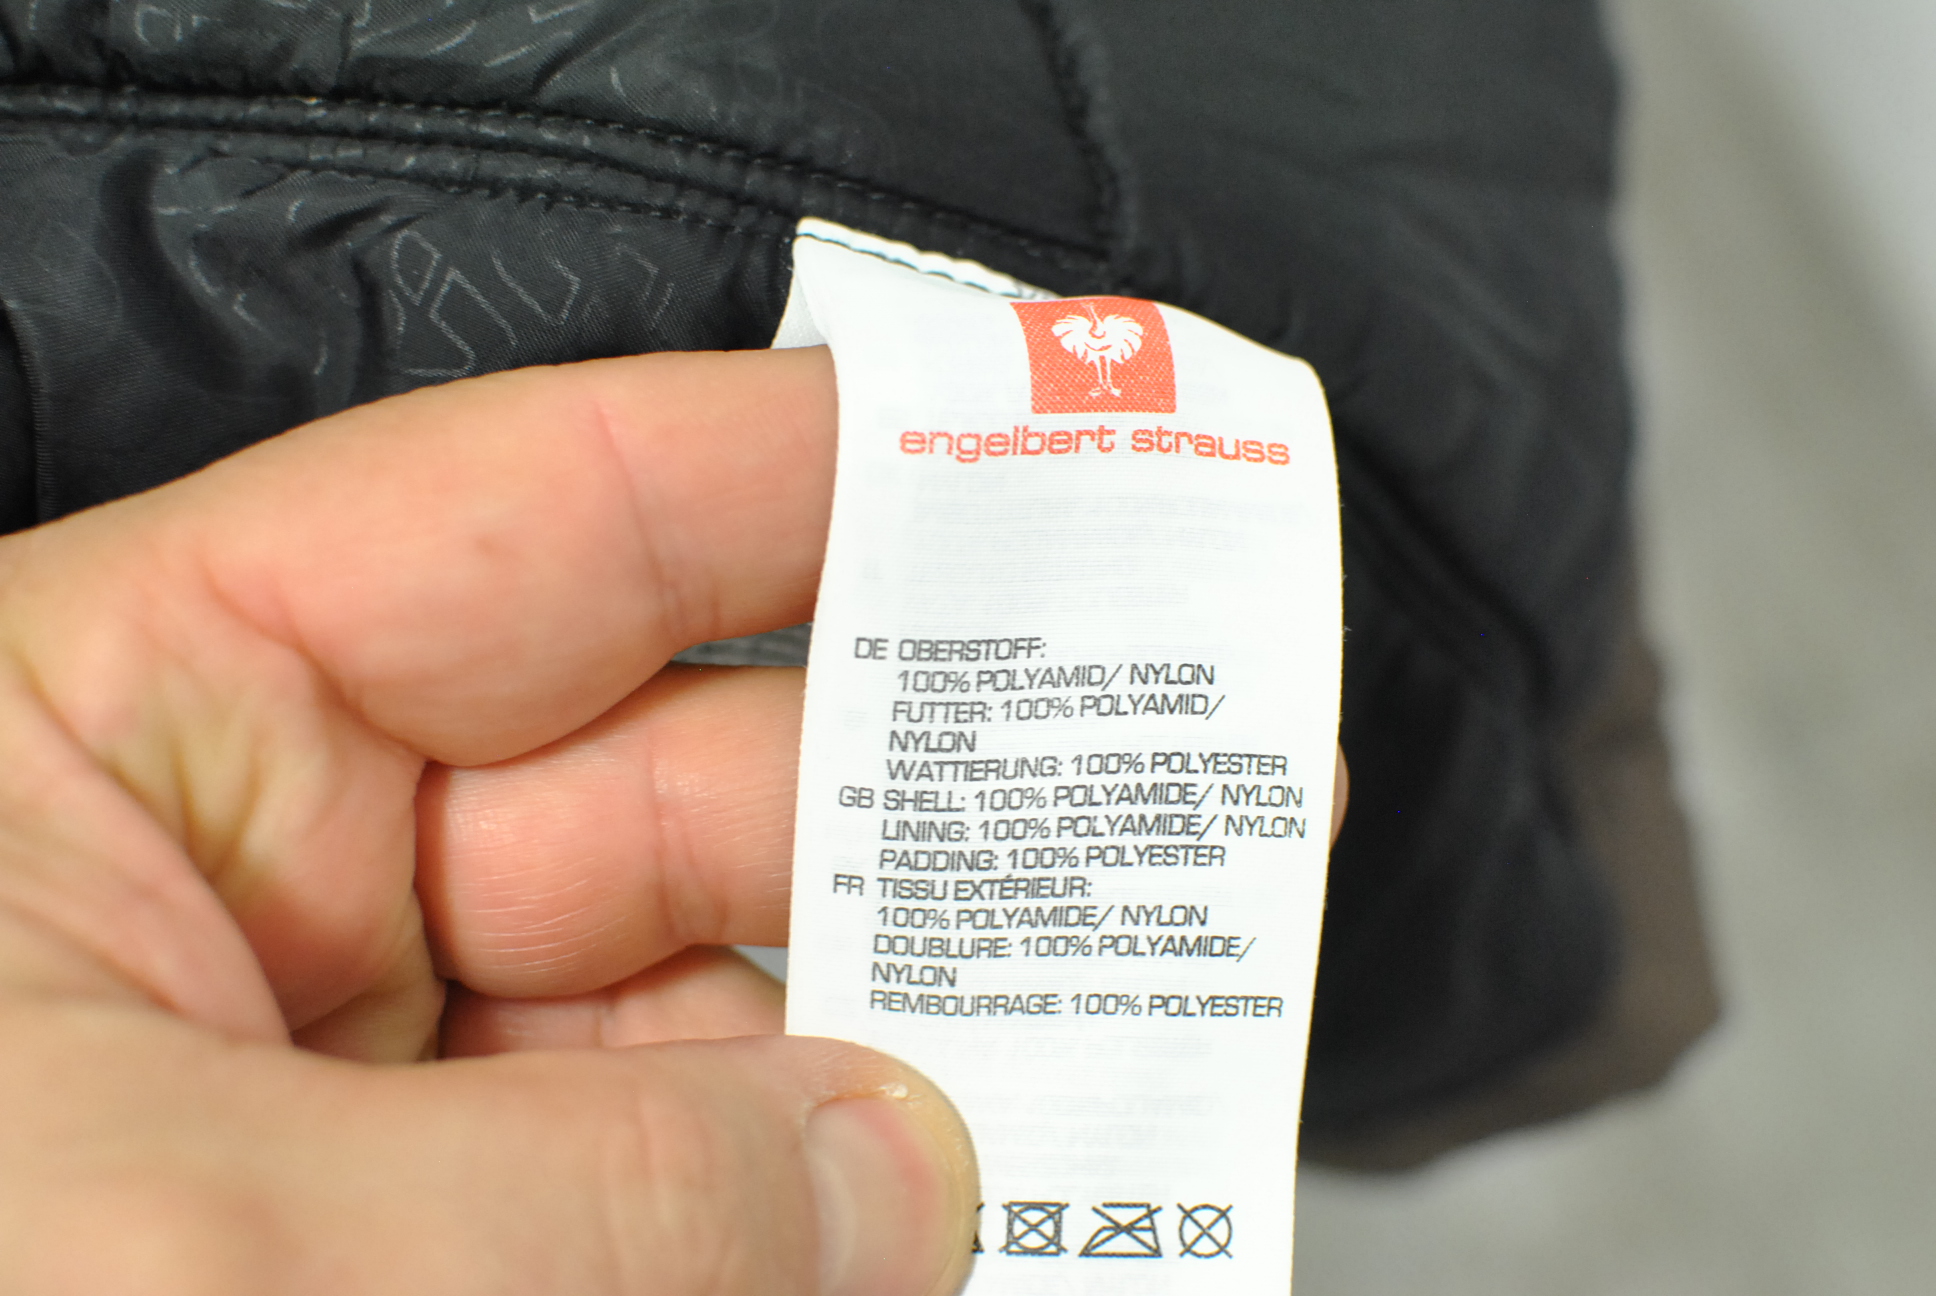 engelbert strauss
DE OBERSTOFF:
100% POLYAMID/ NYLON
FUTTER: 100% POLYAMID/
NYLON
WATTIERUNG: 100% POLYESTER
GB SHELL: 100% POLYAMIDE/ NYLON
LINING: 100% POLYAMIDE/ NYLON
PADDING: 100% POLYESTER
FR TISSU EXTÉRIEUR:
100% POLYAMIDE/ NYLON
DOUBLURE: 100% POLYAMIDE/
NYLON
REMBOURRAGE: 100% POLYESTER